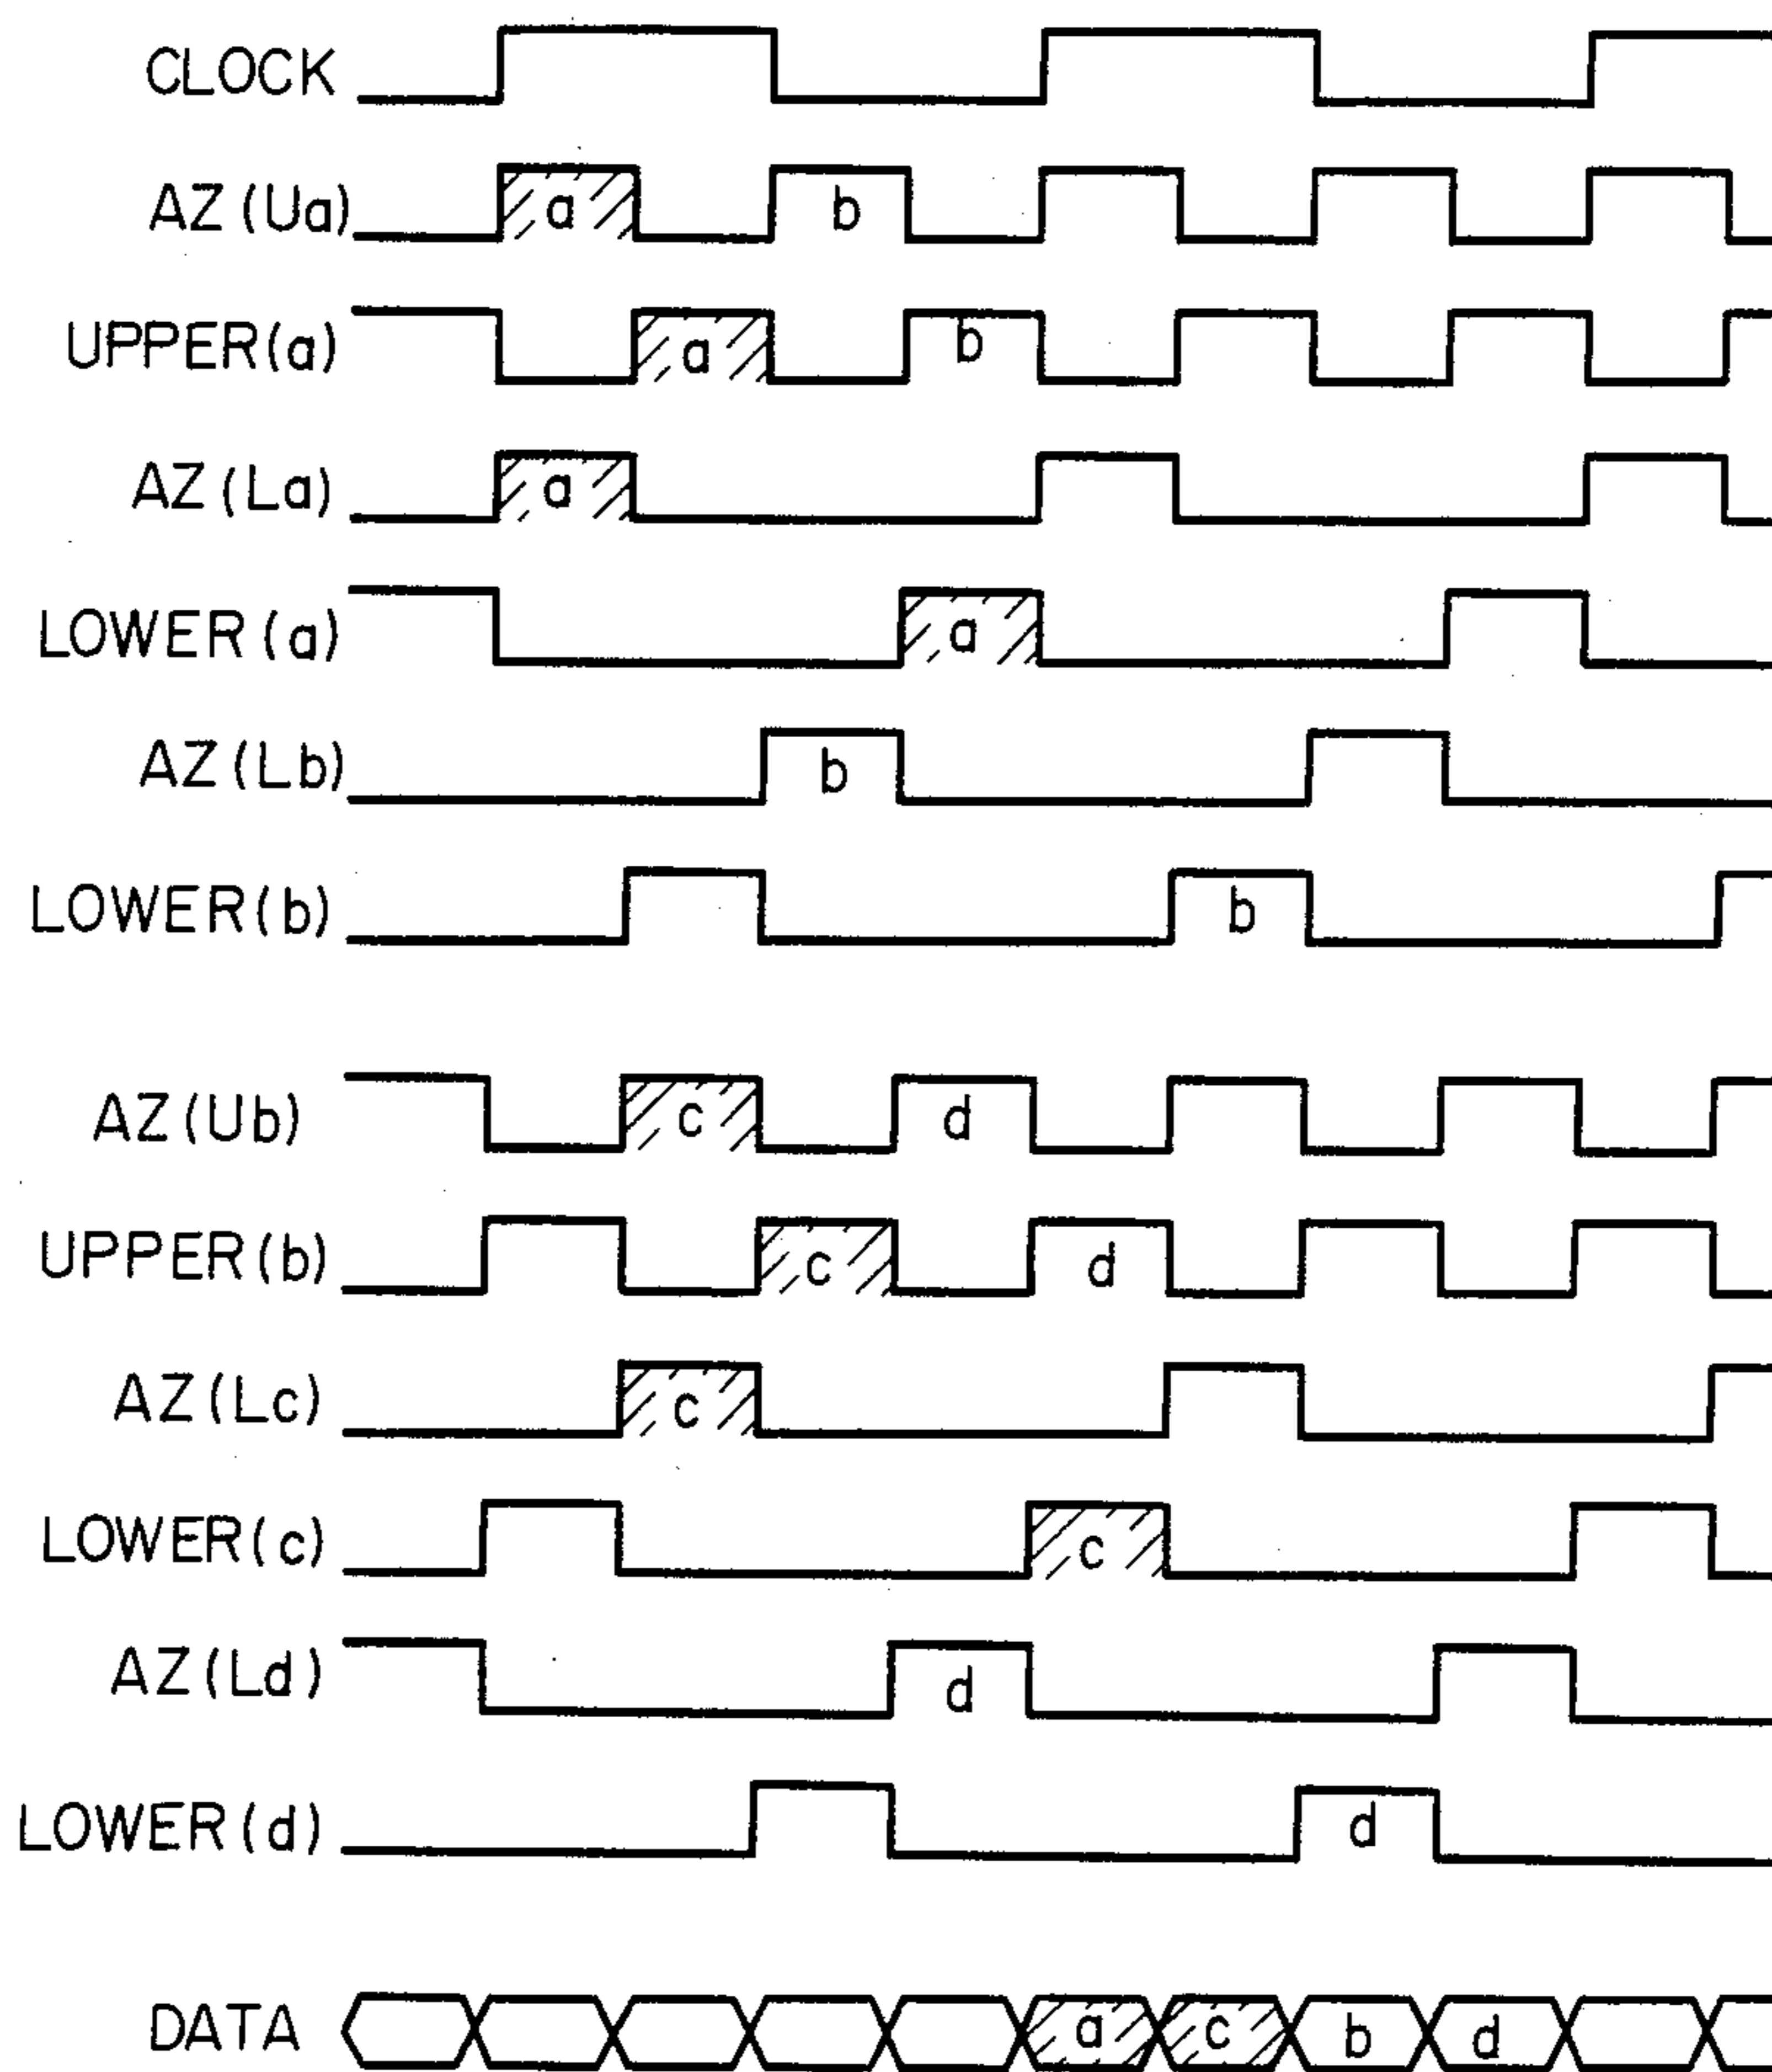 CLOCK
AZ(Ua) a b
UPPER(a) a b
AZ(La) a
LOWER(a) a
AZ(Lb) b
LOWER(b) b
AZ(Ub) c d
UPPER(b) c d
AZ(Lc) c
LOWER(c) c
AZ(Ld) d
LOWER(d) d
DATA a c b d